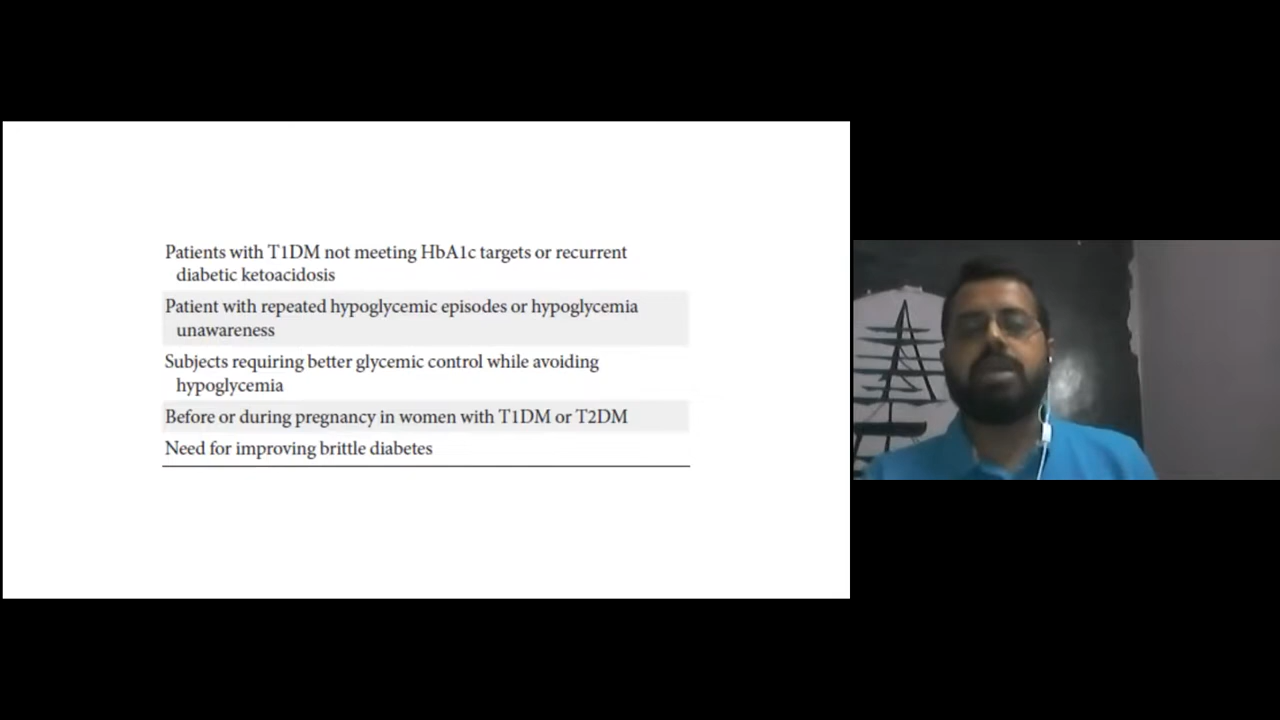 Patients with T1DM not meeting HbA1c targets or recurrent
diabetic ketoacidosis
Patient with repeated hypoglycemic episodes or hypoglycemia
unawareness
Subjects requiring better glycemic control while avoiding
hypoglycemia
Before or during pregnancy in women with T1DM or T2DM
Need for improving brittle diabetes